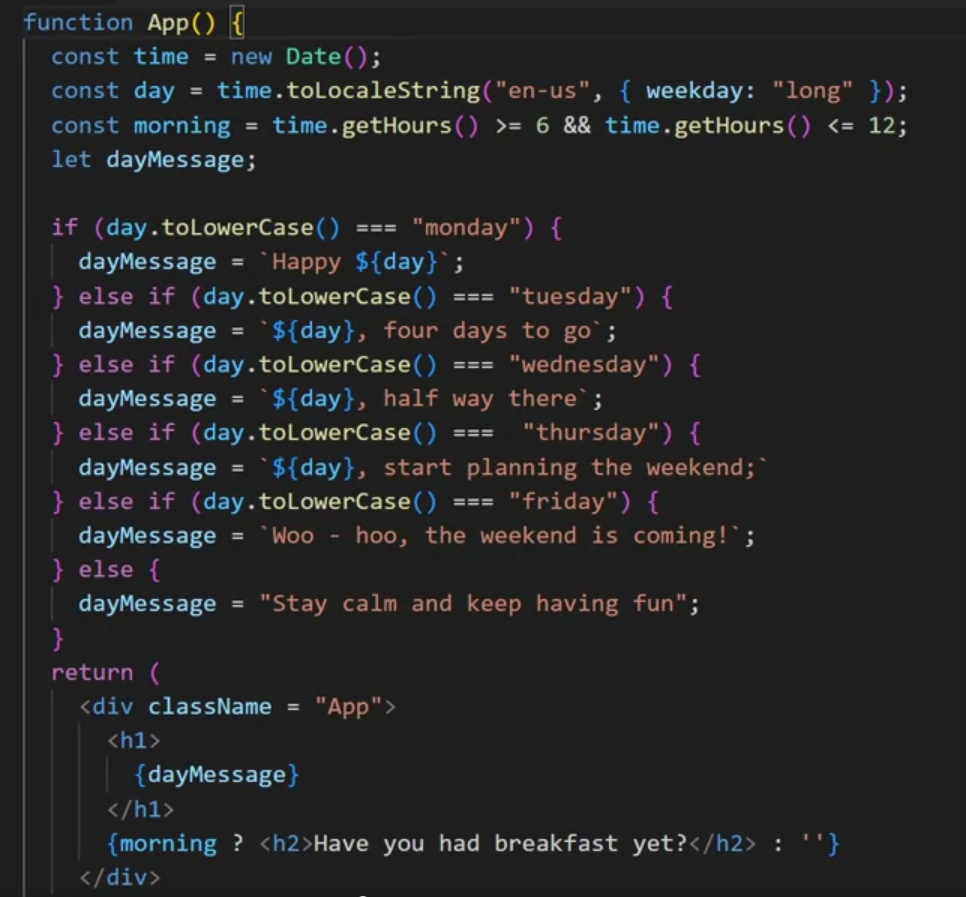 function App() {
  const time = new Date();
  const day = time.toLocaleString("en-us", { weekday: "long" });
  const morning = time.getHours() >= 6 && time.getHours() <= 12;
  let dayMessage;

  if (day.toLowerCase() === "monday") {
    dayMessage = `Happy ${day}`;
  } else if (day.toLowerCase() === "tuesday") {
    dayMessage = `${day}, four days to go`;
  } else if (day.toLowerCase() === "wednesday") {
    dayMessage = `${day}, half way there`;
  } else if (day.toLowerCase() ===  "thursday") {
    dayMessage = `${day}, start planning the weekend;`
  } else if (day.toLowerCase() === "friday") {
    dayMessage = `Woo - hoo, the weekend is coming!`;
  } else {
    dayMessage = "Stay calm and keep having fun";
  }
  return (
    <div className = "App">
      <h1>
        {dayMessage}
      </h1>
      {morning ? <h2>Have you had breakfast yet?</h2> : ''}
    </div>